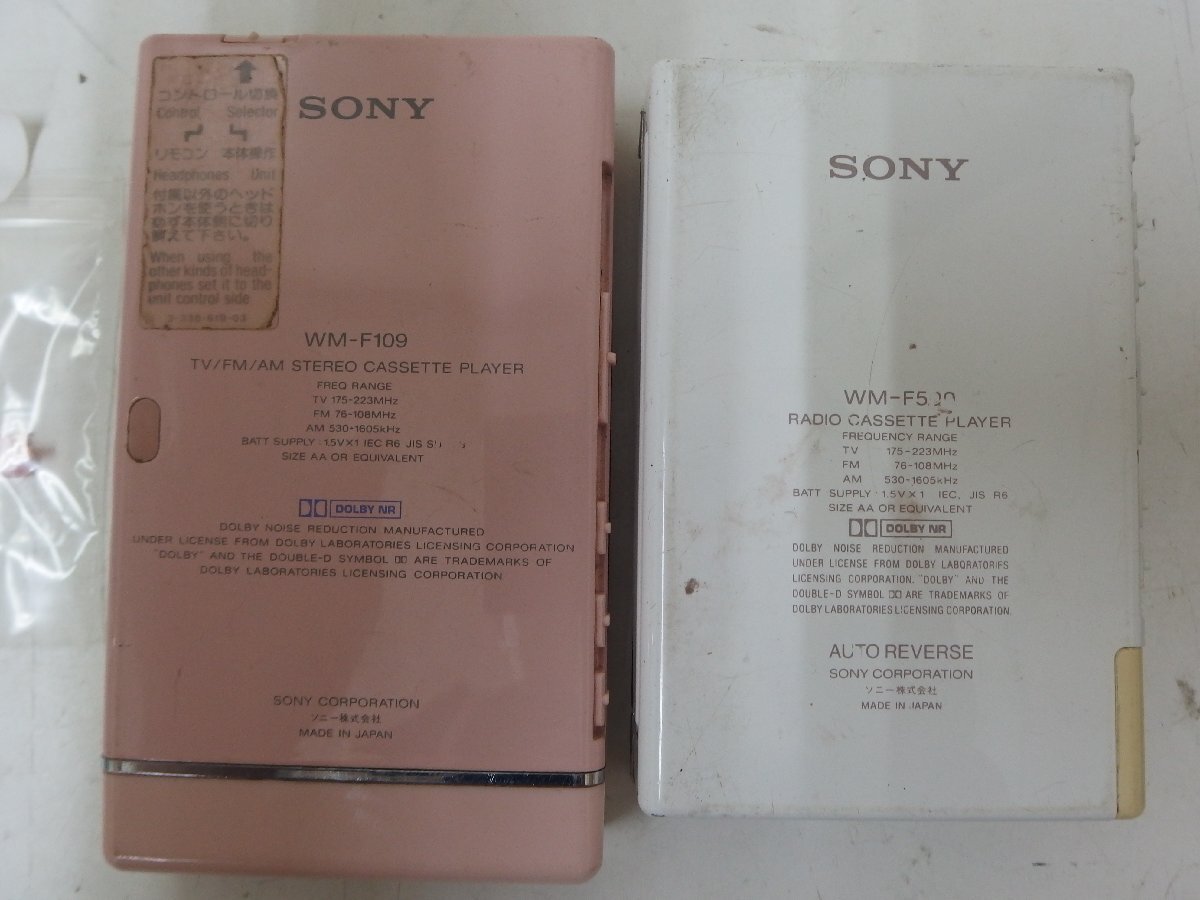 コントロール切換
Control Selector
リモコン 本体操作
Headphones Unit
付属以外のヘッド
ホンを使うときは
必ず本体側に切り
換えて下さい。
When using the
other kinds of head-
phones set it to the
unit control side
SONY
WM-F109
TV/FM/AM STEREO CASSETTE PLAYER
FREQ RANGE
TV 175-223MHz
FM 76-108MHz
AM 530-1605kHz
BATT SUPPLY : 1.5V×1 IEC R6 JIS
SIZE AA OR EQUIVALENT
DOLBY NR
DOLBY NOISE REDUCTION MANUFACTURED
UNDER LICENSE FROM DOLBY LABORATORIES LICENSING CORPORATION
"DOLBY" AND THE DOUBLE-D SYMBOL ARE TRADEMARKS OF
DOLBY LABORATORIES LICENSING CORPORATION
SONY CORPORATION
ソニー株式会社
MADE IN JAPAN
SONY
RADIO CASSETTE PLAYER
FREQUENCY RANGE
TV 175-223MHz
FM 76-108MHz
AM 530-1605kHz
BATT SUPPLY : 1.5V×1 IEC, JIS R6
SIZE AA OR EQUIVALENT
DOLBY NR
DOLBY NOISE REDUCTION MANUFACTURED
UNDER LICENSE FROM DOLBY LABORATORIES
LICENSING CORPORATION. "DOLBY" AND THE
DOUBLE-D SYMBOL ARE TRADEMARKS OF
DOLBY LABORATORIES LICENSING CORPORATION.
AUTO REVERSE
SONY CORPORATION
ソニー株式会社
MADE IN JAPAN